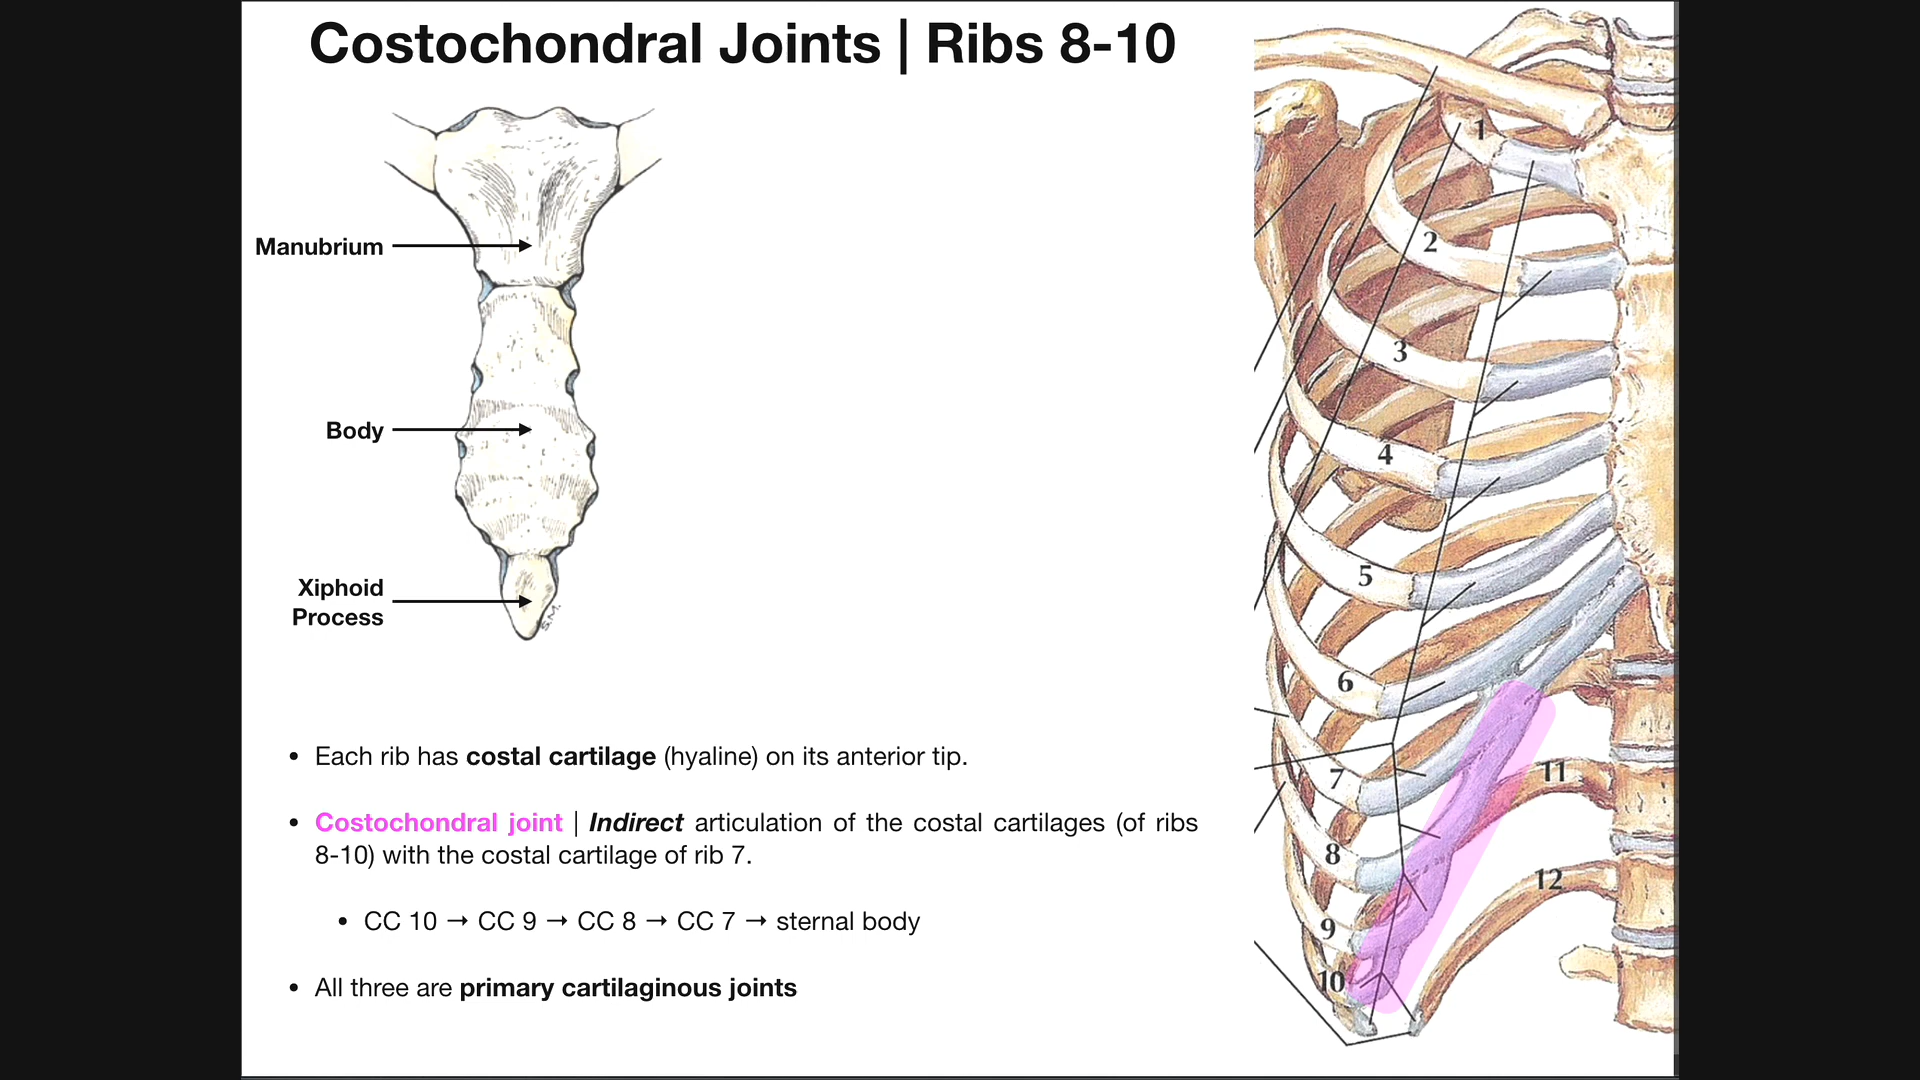 Costochondral Joints | Ribs 8-10
Manubrium
Body
Xiphoid
Process
• Each rib has costal cartilage (hyaline) on its anterior tip.
• Costochondral joint | Indirect articulation of the costal cartilages (of ribs
8-10) with the costal cartilage of rib 7.
• CC 10 → CC 9 → CC 8 → CC 7 → sternal body
• All three are primary cartilaginous joints
1
2
3
4
5
6
7
8
9
10
11
12